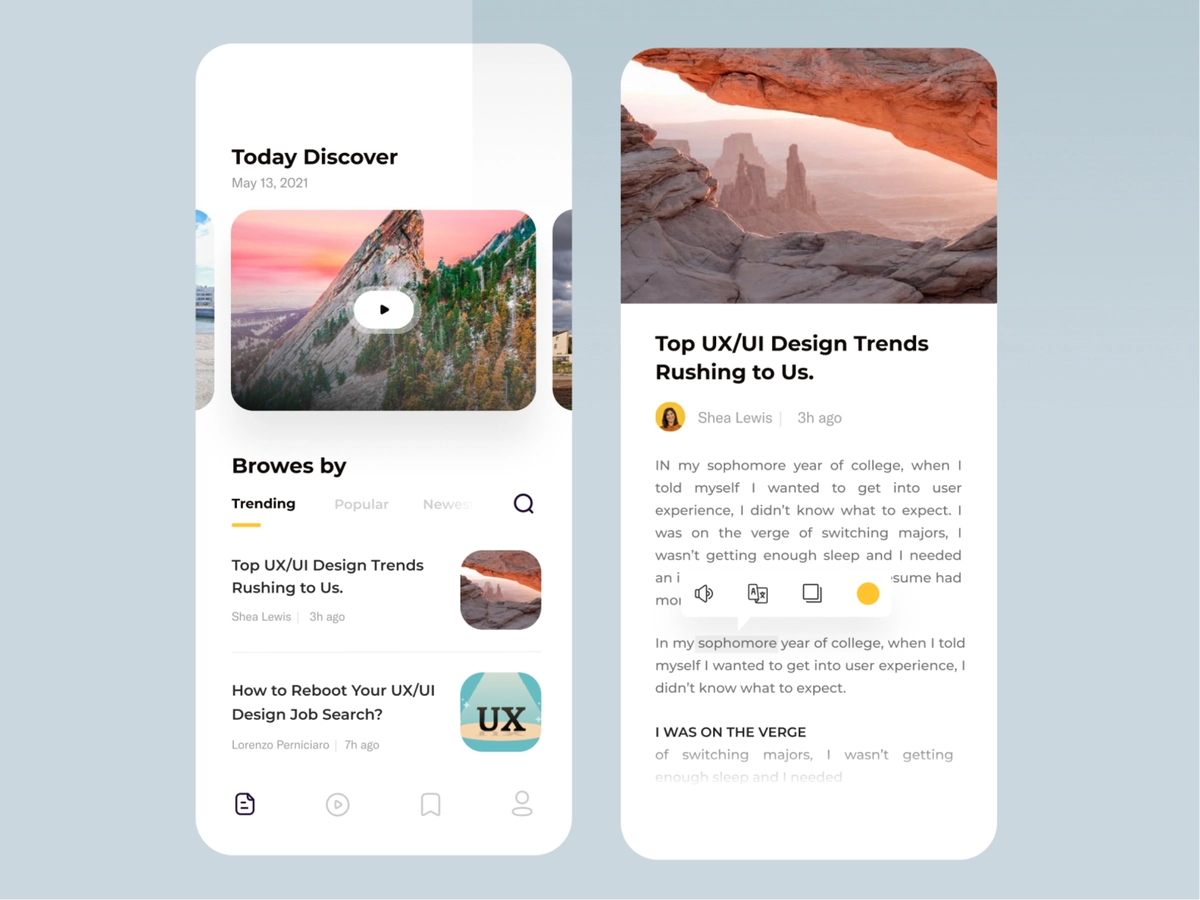 Today Discover
May 13, 2021
Browes by
Trending
Popular
Newes
Top UX/UI Design Trends
Rushing to Us.
Shea Lewis | 3h ago
How to Reboot Your UX/UI
Design Job Search?
UX
Lorenzo Perniciaro | 7h ago
Top UX/UI Design Trends
Rushing to Us.
Shea Lewis | 3h ago
IN my sophomore year of college, when I
told myself I wanted to get into user
experience, I didn't know what to expect. I
was on the verge of switching majors, I
wasn't getting enough sleep and I needed
an had
In my sophomore year of college, when I told
myself I wanted to get into user experience, I
didn't know what to expect.
I WAS ON THE VERGE
of switching majors, I wasn't getting
enough sleep and I needed